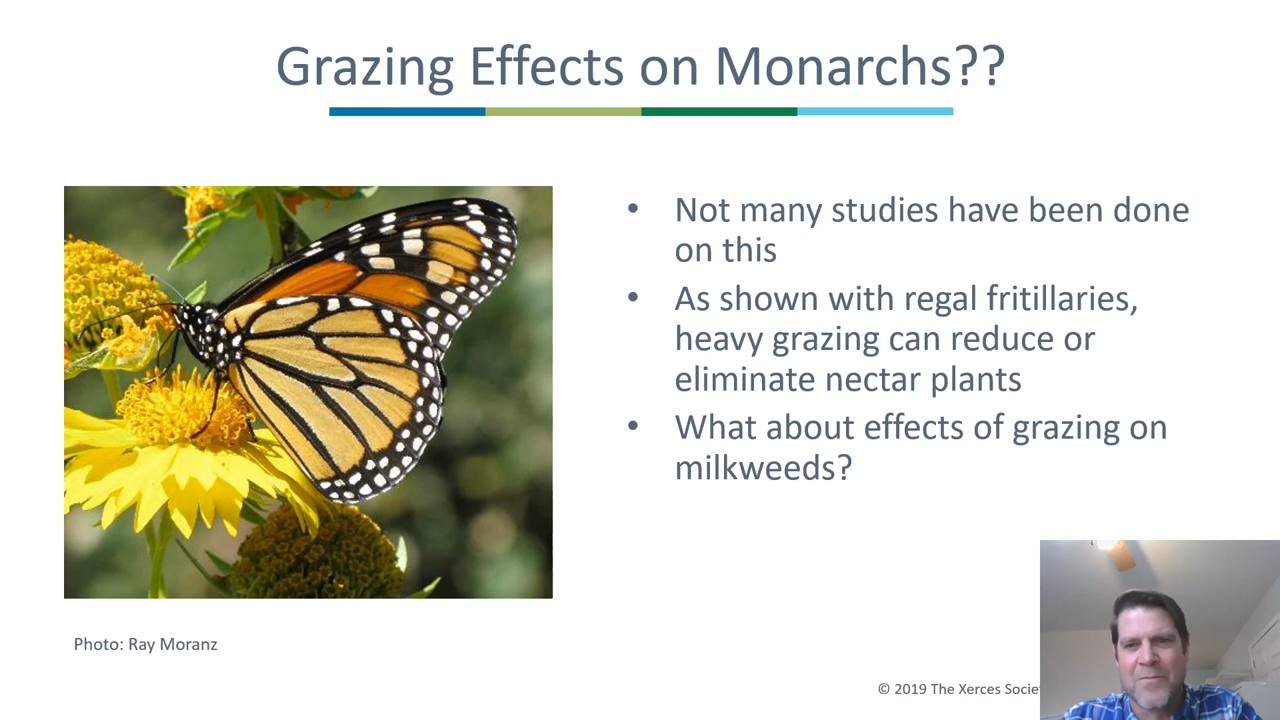 Grazing Effects on Monarchs??
• Not many studies have been done
on this
• As shown with regal fritillaries,
heavy grazing can reduce or
eliminate nectar plants
• What about effects of grazing on
milkweeds?
Photo: Ray Moranz
© 2019 The Xerces